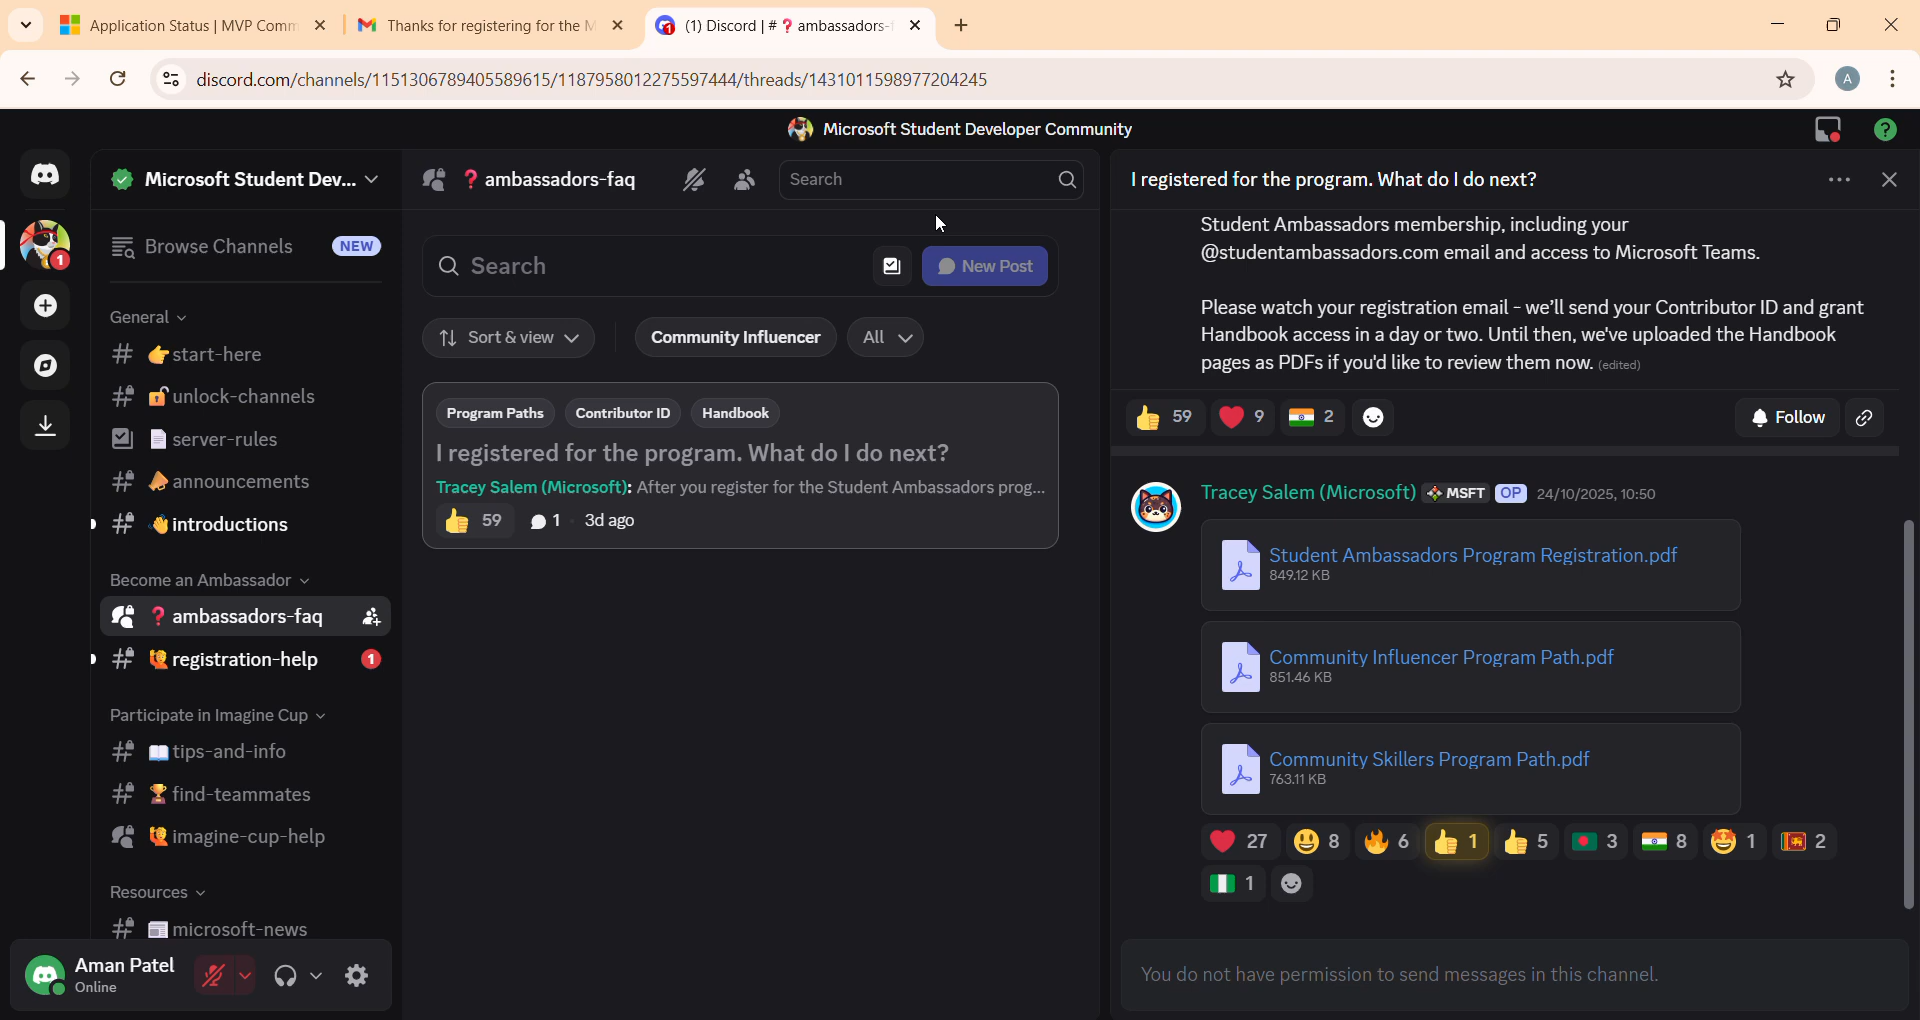 Application Status | MVP Comm
Thanks for registering for the M
(1) Discord | # ❓ ambassadors-
discord.com/channels/1151306789405589615/1187958012275597444/threads/1431011598977204245
A
Microsoft Student Developer Community
Microsoft Student Dev...
Browse Channels NEW
General
👉start-here
🔓unlock-channels
📄server-rules
📣announcements
👋introductions
Become an Ambassador
❓ambassadors-faq
🙋registration-help 1
Participate in Imagine Cup
📖tips-and-info
🏆find-teammates
🙋imagine-cup-help
Resources
📰microsoft-news
Aman Patel
Online
1
❓ambassadors-faq
Search
Search
New Post
Sort & view
Community Influencer
All
Program Paths
Contributor ID
Handbook
I registered for the program. What do I do next?
Tracey Salem (Microsoft): After you register for the Student Ambassadors prog...
👍 59 1 · 3d ago
I registered for the program. What do I do next?
Student Ambassadors membership, including your
@studentambassadors.com email and access to Microsoft Teams.
Please watch your registration email - we'll send your Contributor ID and grant
Handbook access in a day or two. Until then, we've uploaded the Handbook
pages as PDFs if you'd like to review them now. (edited)
👍 59 ❤️ 9 🇮🇳 2
Follow
Tracey Salem (Microsoft) MSFT OP 24/10/2025, 10:50
Student Ambassadors Program Registration.pdf
849.12 KB
Community Influencer Program Path.pdf
851.46 KB
Community Skillers Program Path.pdf
763.11 KB
❤️ 27 😃 8 🔥 6 👍 1 👍 5 🇧🇩 3 🇮🇳 8 🤩 1 🇱🇰 2
🇳🇬 1
You do not have permission to send messages in this channel.